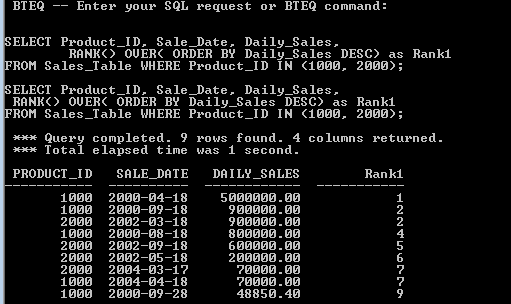 BTEQ -- Enter your SQL request or BTEQ command:
SELECT Product_ID, Sale_Date, Daily_Sales,
RANK() OVER( ORDER BY Daily_Sales DESC) as Rank1
FROM Sales_Table WHERE Product_ID IN (1000, 2000);
SELECT Product_ID, Sale_Date, Daily_Sales,
RANK() OVER( ORDER BY Daily_Sales DESC) as Rank1
FROM Sales_Table WHERE Product_ID IN (1000, 2000);
*** Query completed. 9 rows found. 4 columns returned.
*** Total elapsed time was 1 second.
PRODUCT_ID SALE_DATE DAILY_SALES Rank1
----------- ---------- ------------ -----------
1000 2000-04-18 5000000.00 1
1000 2000-09-18 900000.00 2
2000 2002-03-18 900000.00 2
1000 2000-08-18 800000.00 4
2000 2002-09-18 600000.00 5
2000 2002-05-18 200000.00 6
2000 2004-03-17 70000.00 7
1000 2004-04-18 70000.00 7
1000 2000-09-28 48850.40 9